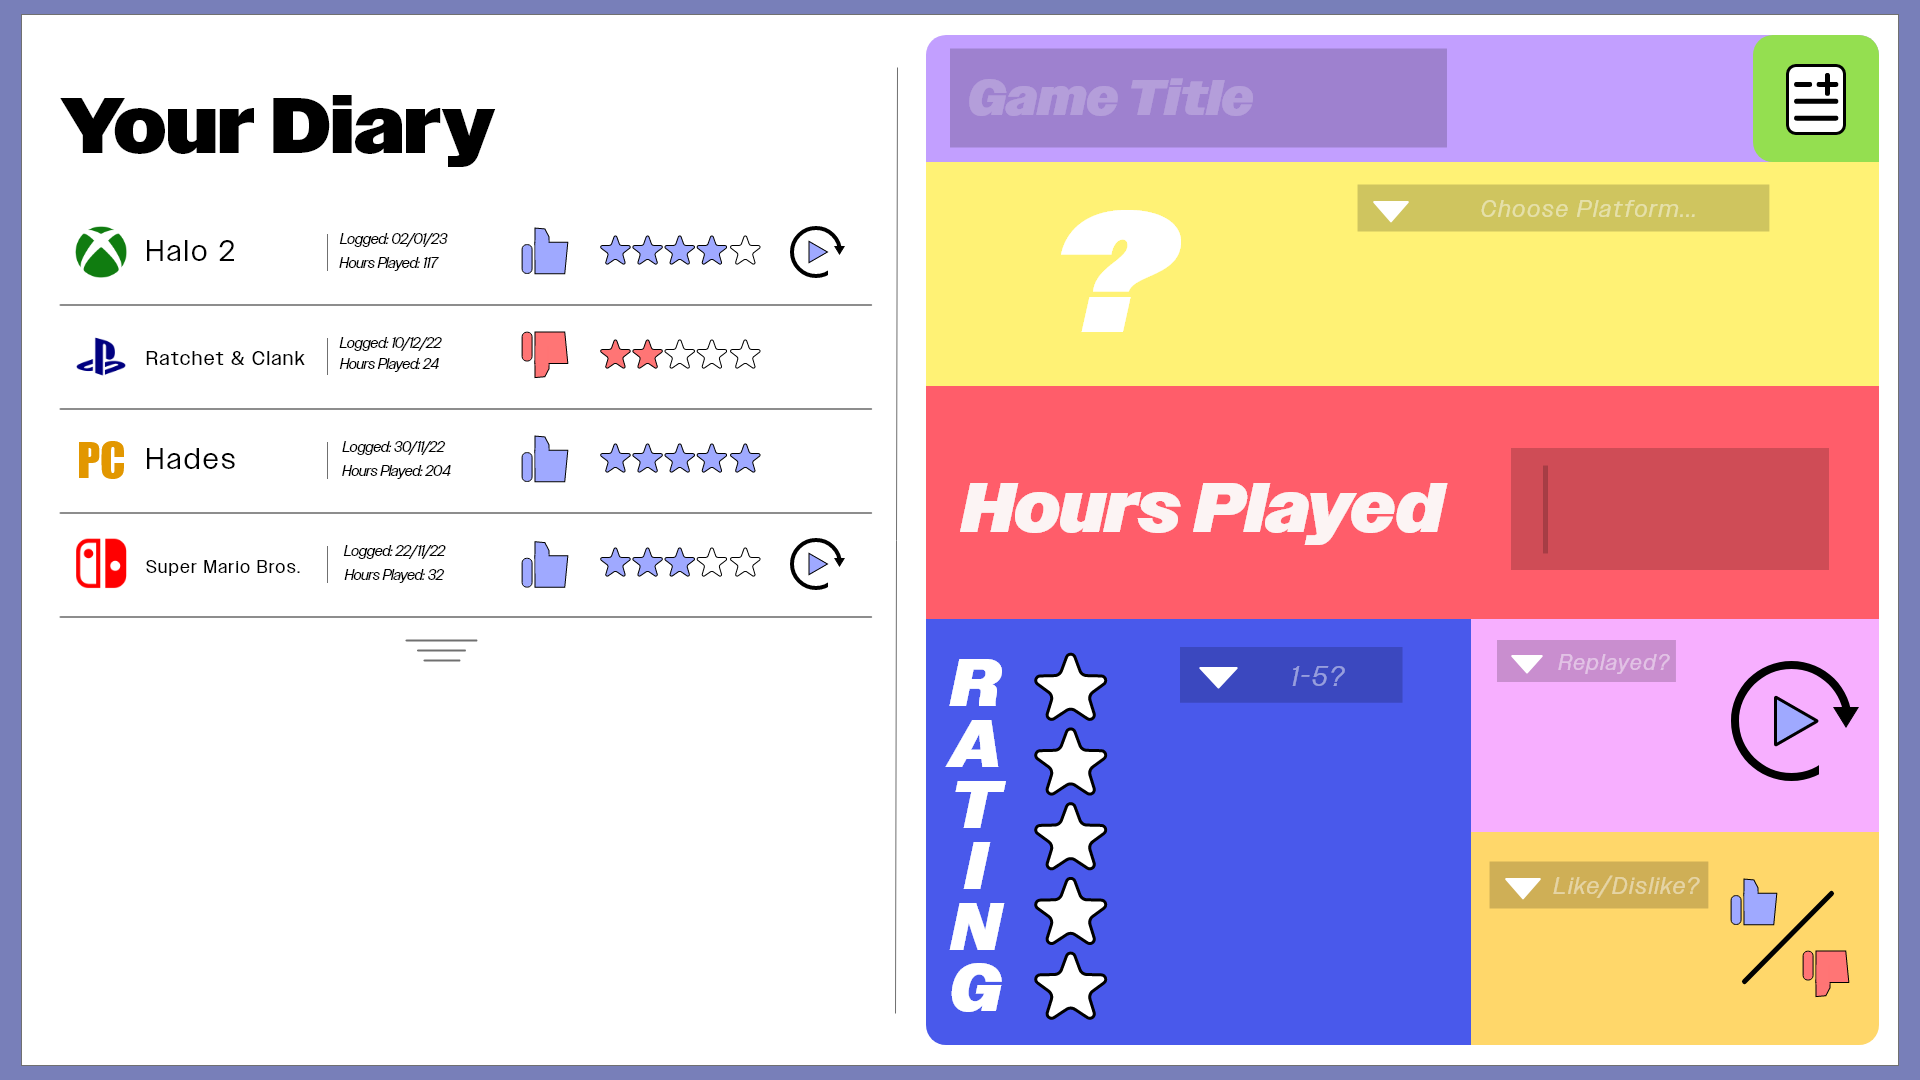 Your Diary
Halo 2
Logged: 02/01/23
Hours Played: 117
Ratchet & Clank
Logged: 10/12/22
Hours Played: 24
PC
Hades
Logged: 30/11/22
Hours Played: 204
Super Mario Bros.
Logged: 22/11/22
Hours Played: 32
Game Title
?
Choose Platform...
Hours Played
RATING
1-5?
Replayed?
Like/Dislike?